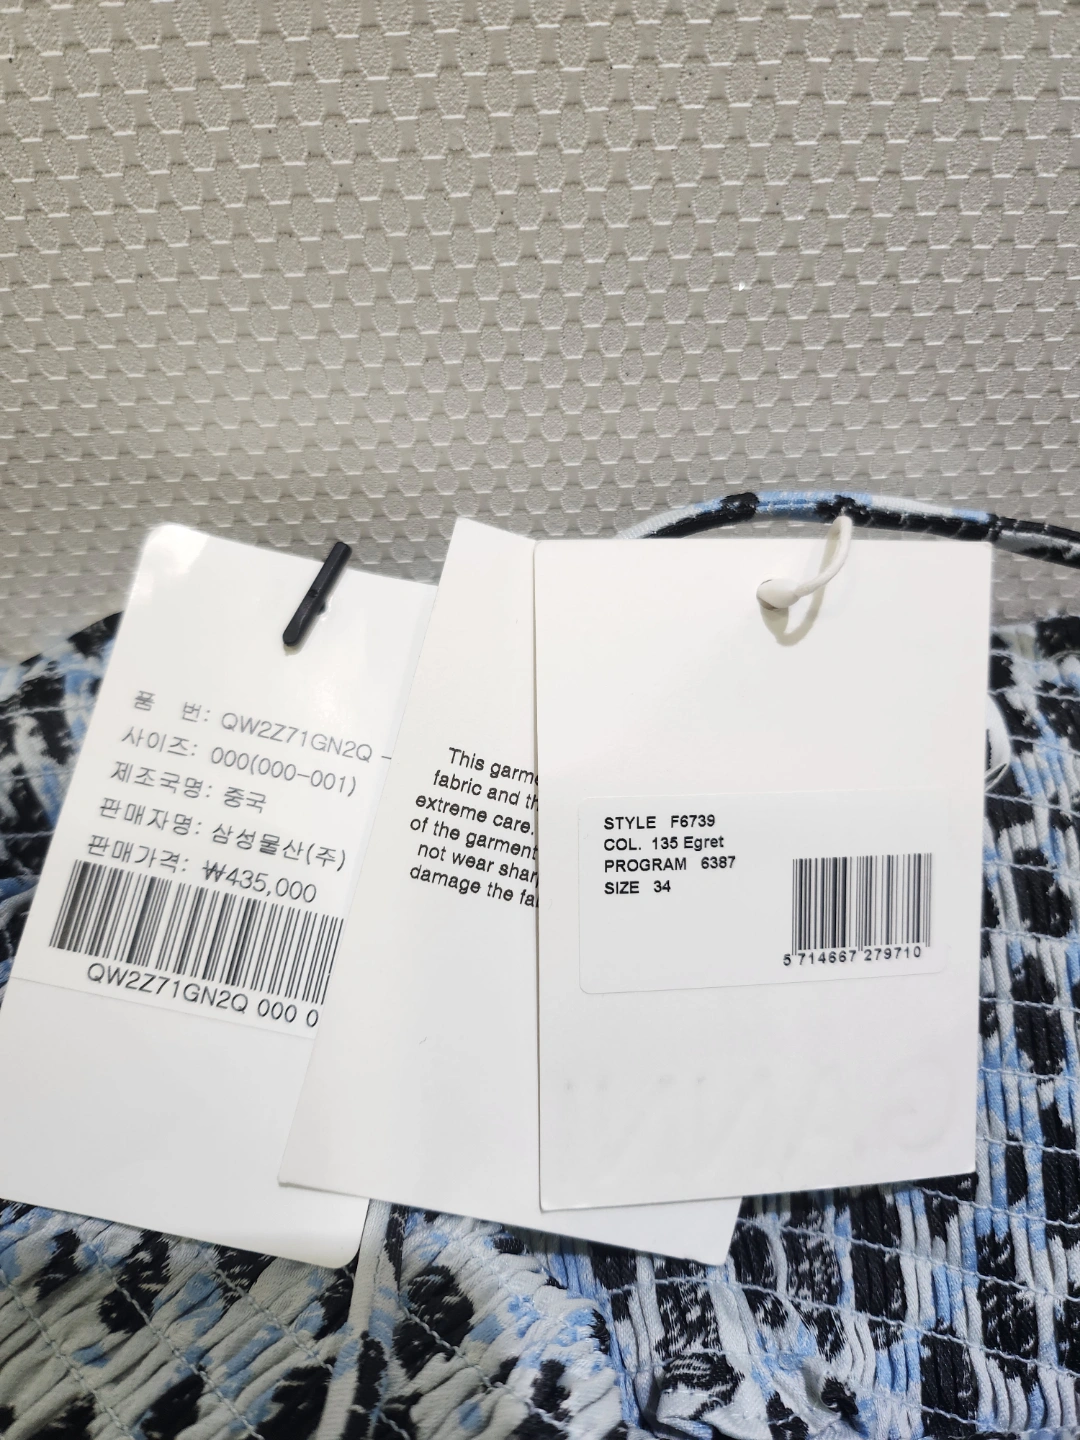 품 번: QW2Z71GN2Q -
사이즈: 000(000-001)
제조국명: 중국
판매자명: 삼성물산(주)
판매가격: ₩435,000
QW2Z71GN2Q 000 0
This garme
fabric and th
extreme care.
of the garment
not wear shar
damage the fa
STYLE F6739
COL. 135 Egret
PROGRAM 6387
SIZE 34
5 714667 279710